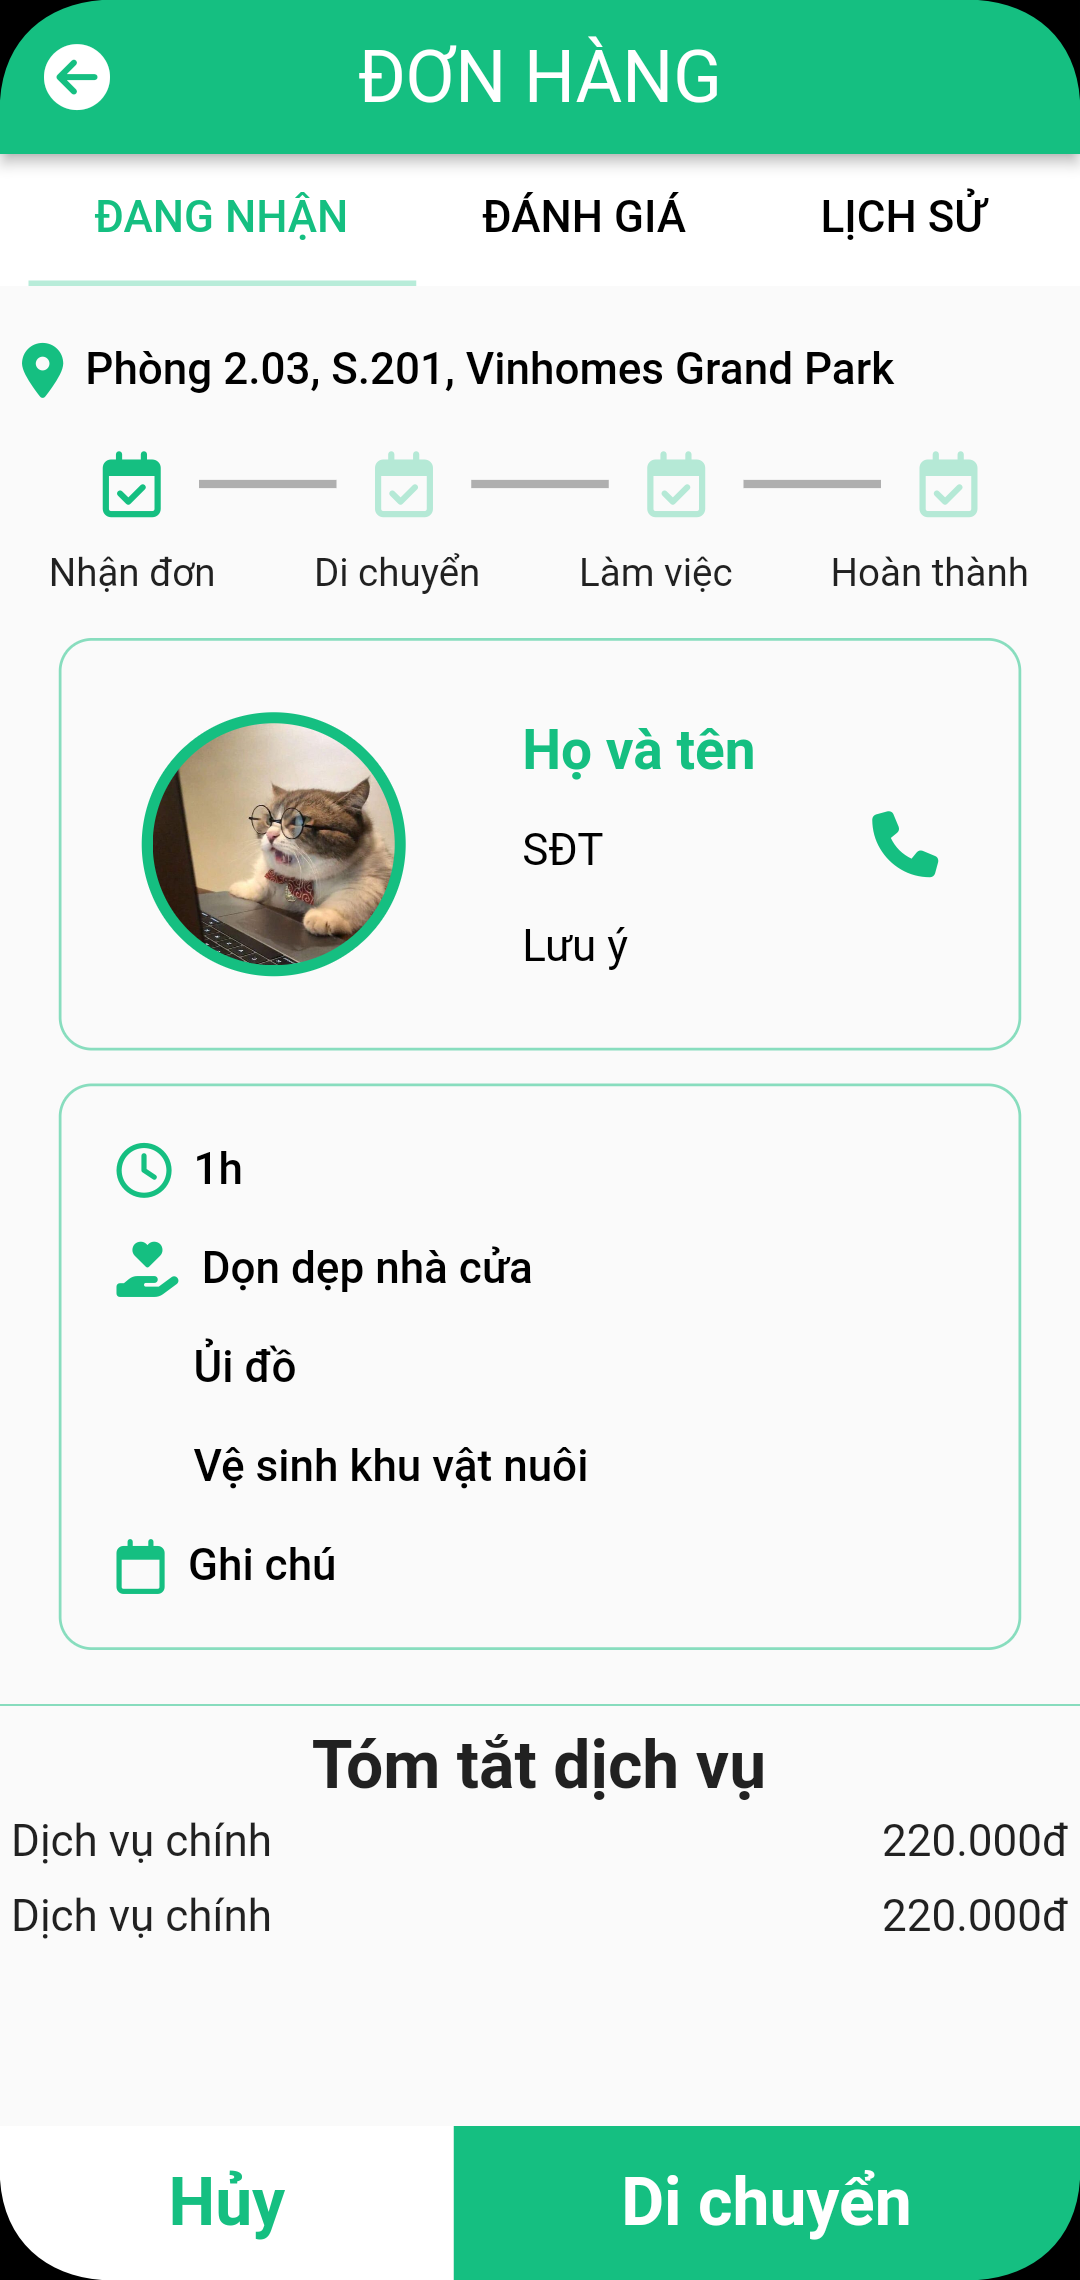 ĐƠN HÀNG
ĐANG NHẬN ĐÁNH GIÁ LỊCH SỬ
Phòng 2.03, S.201, Vinhomes Grand Park
Nhận đơn Di chuyển Làm việc Hoàn thành
Họ và tên
SĐT
Lưu ý
1h
Dọn dẹp nhà cửa
Ủi đồ
Vệ sinh khu vật nuôi
Ghi chú
Tóm tắt dịch vụ
Dịch vụ chính 220.000đ
Dịch vụ chính 220.000đ
Hủy Di chuyển